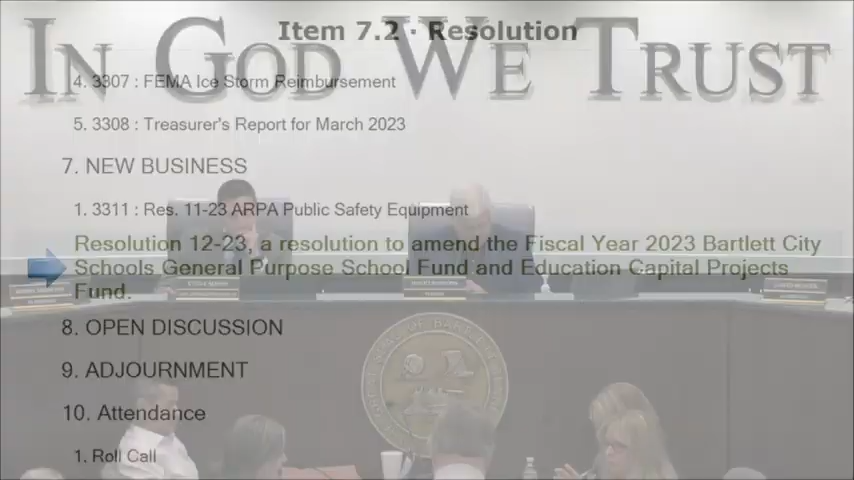 Item 7.2 · Resolution
IN GOD WE TRUST
4. 3307 : FEMA Ice Storm Reimbursement
5. 3308 : Treasurer's Report for March 2023
7. NEW BUSINESS
1. 3311 : Res. 11-23 ARPA Public Safety Equipment
Resolution 12-23, a resolution to amend the Fiscal Year 2023 Bartlett City
Schools General Purpose School Fund and Education Capital Projects
Fund.
8. OPEN DISCUSSION
9. ADJOURNMENT
10. Attendance
1. Roll Call